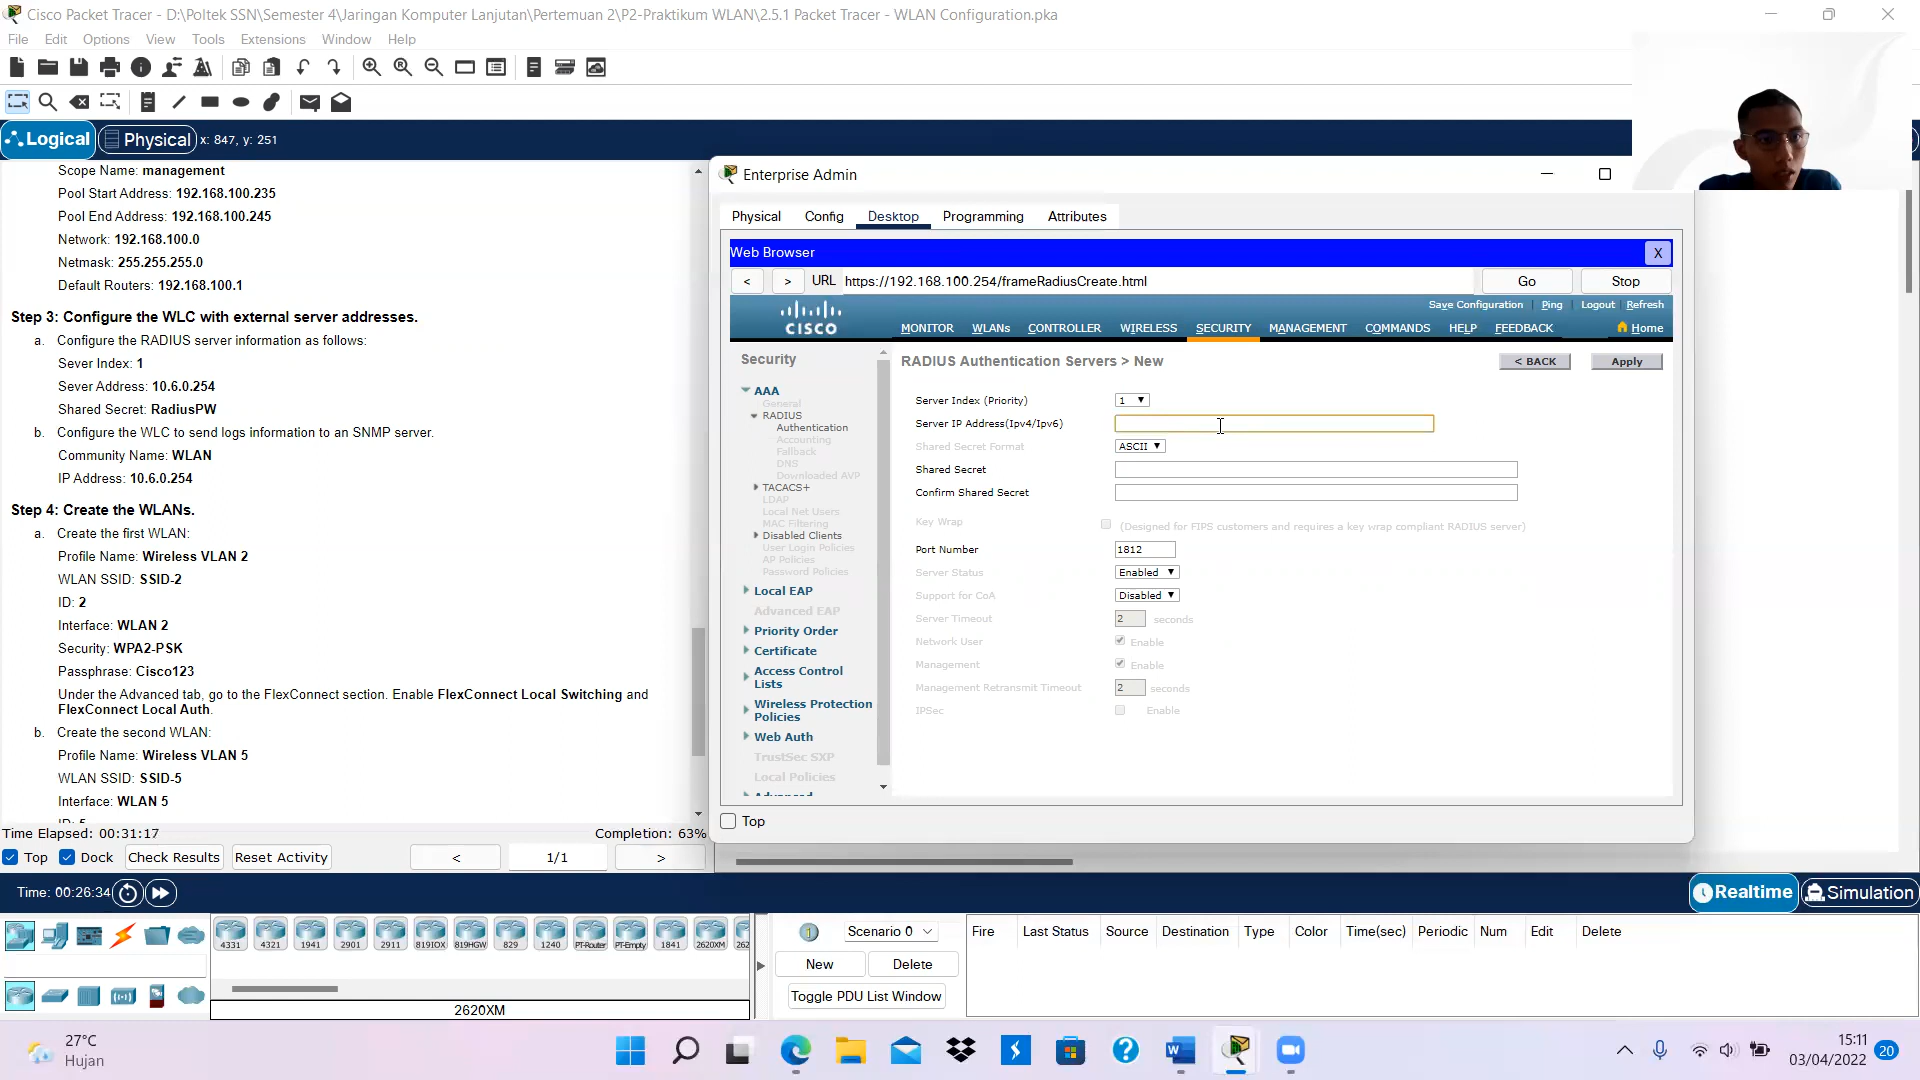 Cisco Packet Tracer - D:\Poltek SSN\Semester 4\Jaringan Komputer Lanjutan\Pertemuan 2\P2-Praktikum WLAN\2.5.1 Packet Tracer - WLAN Configuration.pka
File Edit Options View Tools Extensions Window Help
Logical Physical x: 847, y: 251
Scope Name: management
Pool Start Address: 192.168.100.235
Pool End Address: 192.168.100.245
Network: 192.168.100.0
Netmask: 255.255.255.0
Default Routers: 192.168.100.1
Step 3: Configure the WLC with external server addresses.
a. Configure the RADIUS server information as follows:
Sever Index: 1
Sever Address: 10.6.0.254
Shared Secret: RadiusPW
b. Configure the WLC to send logs information to an SNMP server.
Community Name: WLAN
IP Address: 10.6.0.254
Step 4: Create the WLANs.
a. Create the first WLAN:
Profile Name: Wireless VLAN 2
WLAN SSID: SSID-2
ID: 2
Interface: WLAN 2
Security: WPA2-PSK
Passphrase: Cisco123
Under the Advanced tab, go to the FlexConnect section. Enable FlexConnect Local Switching and
FlexConnect Local Auth.
b. Create the second WLAN:
Profile Name: Wireless VLAN 5
WLAN SSID: SSID-5
Interface: WLAN 5
Time Elapsed: 00:31:17 Completion: 63%
Top Dock Check Results Reset Activity < 1/1 >
Enterprise Admin
Physical Config Desktop Programming Attributes
Web Browser X
< > URL https://192.168.100.254/frameRadiusCreate.html Go Stop
Save Configuration Ping Logout Refresh
CISCO MONITOR WLANs CONTROLLER WIRELESS SECURITY MANAGEMENT COMMANDS HELP FEEDBACK Home
Security
AAA
General
RADIUS
Authentication
Accounting
Fallback
DNS
Downloaded AVP
TACACS+
LDAP
Local Net Users
MAC Filtering
Disabled Clients
User Login Policies
AP Policies
Password Policies
Local EAP
Advanced EAP
Priority Order
Certificate
Access Control
Lists
Wireless Protection
Policies
Web Auth
TrustSec SXP
Local Policies
Advanced
RADIUS Authentication Servers > New < BACK Apply
Server Index (Priority) 1
Server IP Address(Ipv4/Ipv6)
Shared Secret Format ASCII
Shared Secret
Confirm Shared Secret
Key Wrap (Designed for FIPS customers and requires a key wrap compliant RADIUS server)
Port Number 1812
Server Status Enabled
Support for CoA Disabled
Server Timeout 2 seconds
Network User Enable
Management Enable
Management Retransmit Timeout 2 seconds
IPSec Enable
Top
Time: 00:26:34 Realtime Simulation
4331 4321 1941 2901 2911 819IOX 819HGW 829 1240 PT-Router PT-Empty 1841 2620XM 262
2620XM
Scenario 0
New Delete
Toggle PDU List Window
Fire Last Status Source Destination Type Color Time(sec) Periodic Num Edit Delete
27°C
Hujan
15:11
03/04/2022 20